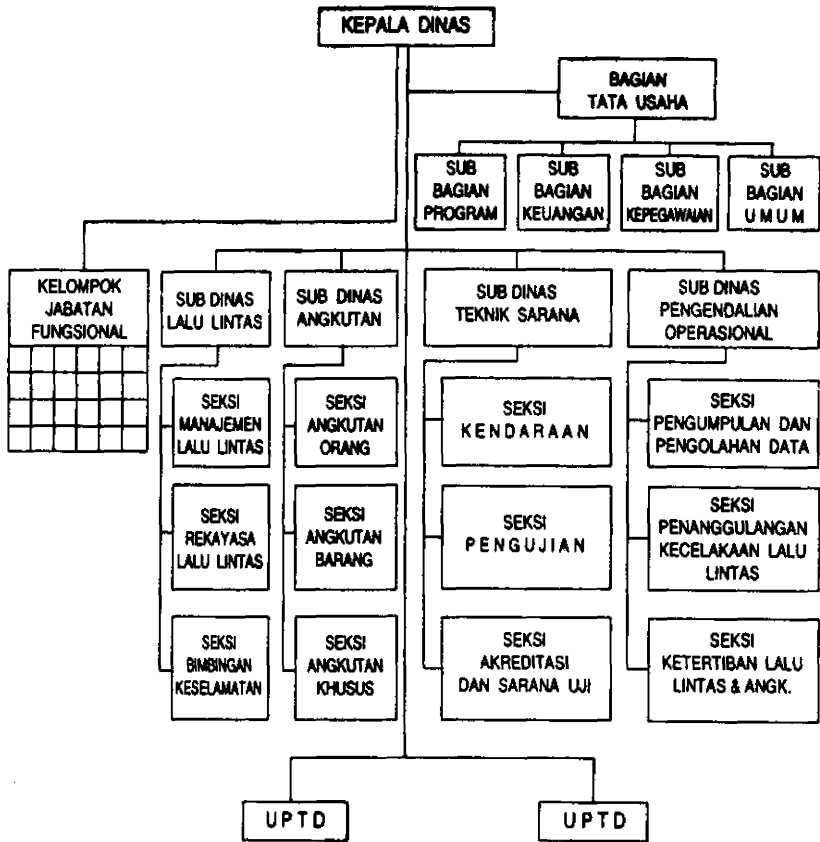 KEPALA DINAS
BAGIAN
TATA USAHA
SUB
BAGIAN
PROGRAM
SUB
BAGIAN
KEUANGAN
SUB
BAGIAN
KEPEGAWAIAN
SUB
BAGIAN
UMUM
KELOMPOK
JABATAN
FUNGSIONAL
SUB DINAS
LALU LINTAS
SUB DINAS
ANGKUTAN
SUB DINAS
TEKNIK SARANA
SUB DINAS
PENGENDALIAN
OPERASIONAL
SEKSI
MANAJEMEN
LALU LINTAS
SEKSI
ANGKUTAN
ORANG
SEKSI
KENDARAAN
SEKSI
PENGUMPULAN DAN
PENGOLAHAN DATA
SEKSI
REKAYASA
LALU LINTAS
SEKSI
ANGKUTAN
BARANG
SEKSI
PENGUJIAN
SEKSI
PENANGGULANGAN
KECELAKAAN LALU
LINTAS
SEKSI
BIMBINGAN
KESELAMATAN
SEKSI
ANGKUTAN
KHUSUS
SEKSI
AKREDITASI
DAN SARANA UJI
SEKSI
KETERTIBAN LALU
LINTAS & ANGK.
UPTD
UPTD